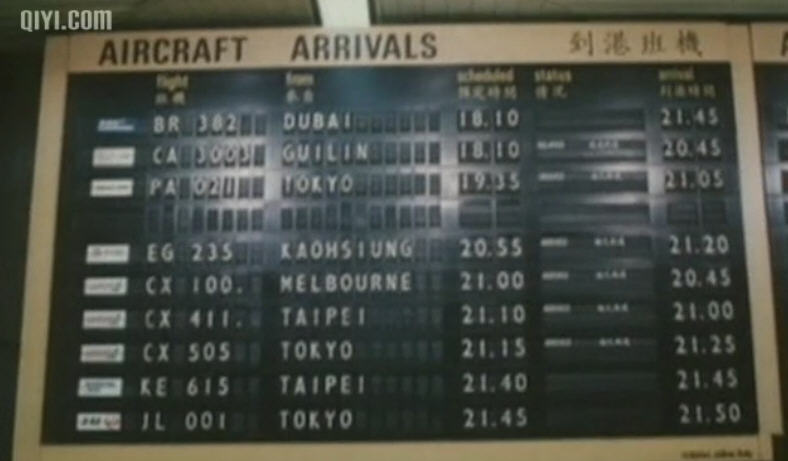 QIYI.COM
AIRCRAFT ARRIVALS 到港班機
flight from scheduled status arrival
班機 來自 預定時間 情況 到港時間
BR 382 DUBAI 18.10 21.45
CA 3003 GUILIN 18.10 20.45
PA 021 TOKYO 19.35 21.05
EG 235 KAOHSIUNG 20.55 21.20
CX 100. MELBOURNE 21.00 20.45
CX 411. TAIPEI 21.10 21.00
CX 505 TOKYO 21.15 21.25
KE 615 TAIPEI 21.40 21.45
JL 001 TOKYO 21.45 21.50